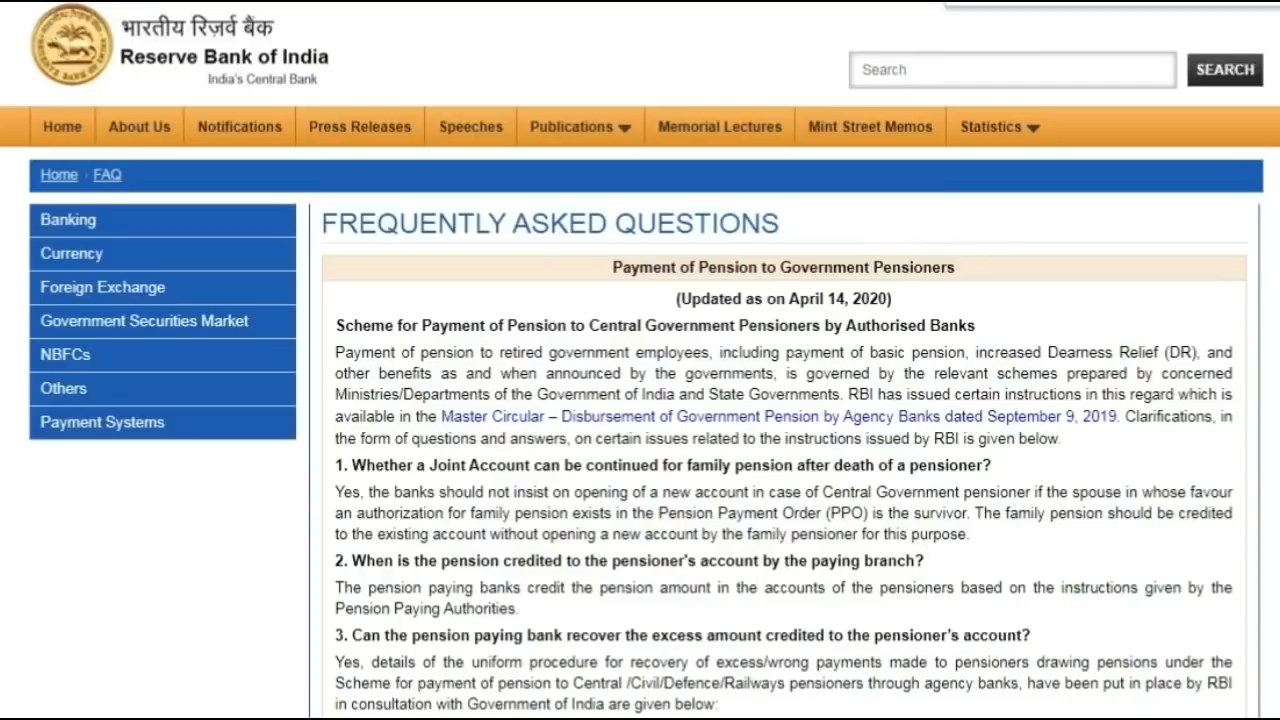 भारतीय रिज़र्व बैंक
Reserve Bank of India
India's Central Bank
Search
SEARCH
Home
About Us
Notifications
Press Releases
Speeches
Publications
Memorial Lectures
Mint Street Memos
Statistics
Home › FAQ
Banking
Currency
Foreign Exchange
Government Securities Market
NBFCs
Others
Payment Systems
FREQUENTLY ASKED QUESTIONS
Payment of Pension to Government Pensioners
(Updated as on April 14, 2020)
Scheme for Payment of Pension to Central Government Pensioners by Authorised Banks
Payment of pension to retired government employees, including payment of basic pension, increased Dearness Relief (DR), and
other benefits as and when announced by the governments, is governed by the relevant schemes prepared by concerned
Ministries/Departments of the Government of India and State Governments. RBI has issued certain instructions in this regard which is
available in the Master Circular – Disbursement of Government Pension by Agency Banks dated September 9, 2019. Clarifications, in
the form of questions and answers, on certain issues related to the instructions issued by RBI is given below.
1. Whether a Joint Account can be continued for family pension after death of a pensioner?
Yes, the banks should not insist on opening of a new account in case of Central Government pensioner if the spouse in whose favour
an authorization for family pension exists in the Pension Payment Order (PPO) is the survivor. The family pension should be credited
to the existing account without opening a new account by the family pensioner for this purpose.
2. When is the pension credited to the pensioner's account by the paying branch?
The pension paying banks credit the pension amount in the accounts of the pensioners based on the instructions given by the
Pension Paying Authorities.
3. Can the pension paying bank recover the excess amount credited to the pensioner’s account?
Yes, details of the uniform procedure for recovery of excess/wrong payments made to pensioners drawing pensions under the
Scheme for payment of pension to Central /Civil/Defence/Railways pensioners through agency banks, have been put in place by RBI
in consultation with Government of India are given below: